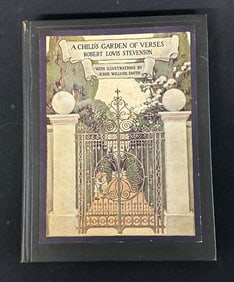 A CHILD'S GARDEN OF VERSES
ROBERT LOUIS STEVENSON
WITH ILLUSTRATIONS BY
JESSIE WILLCOX SMITH